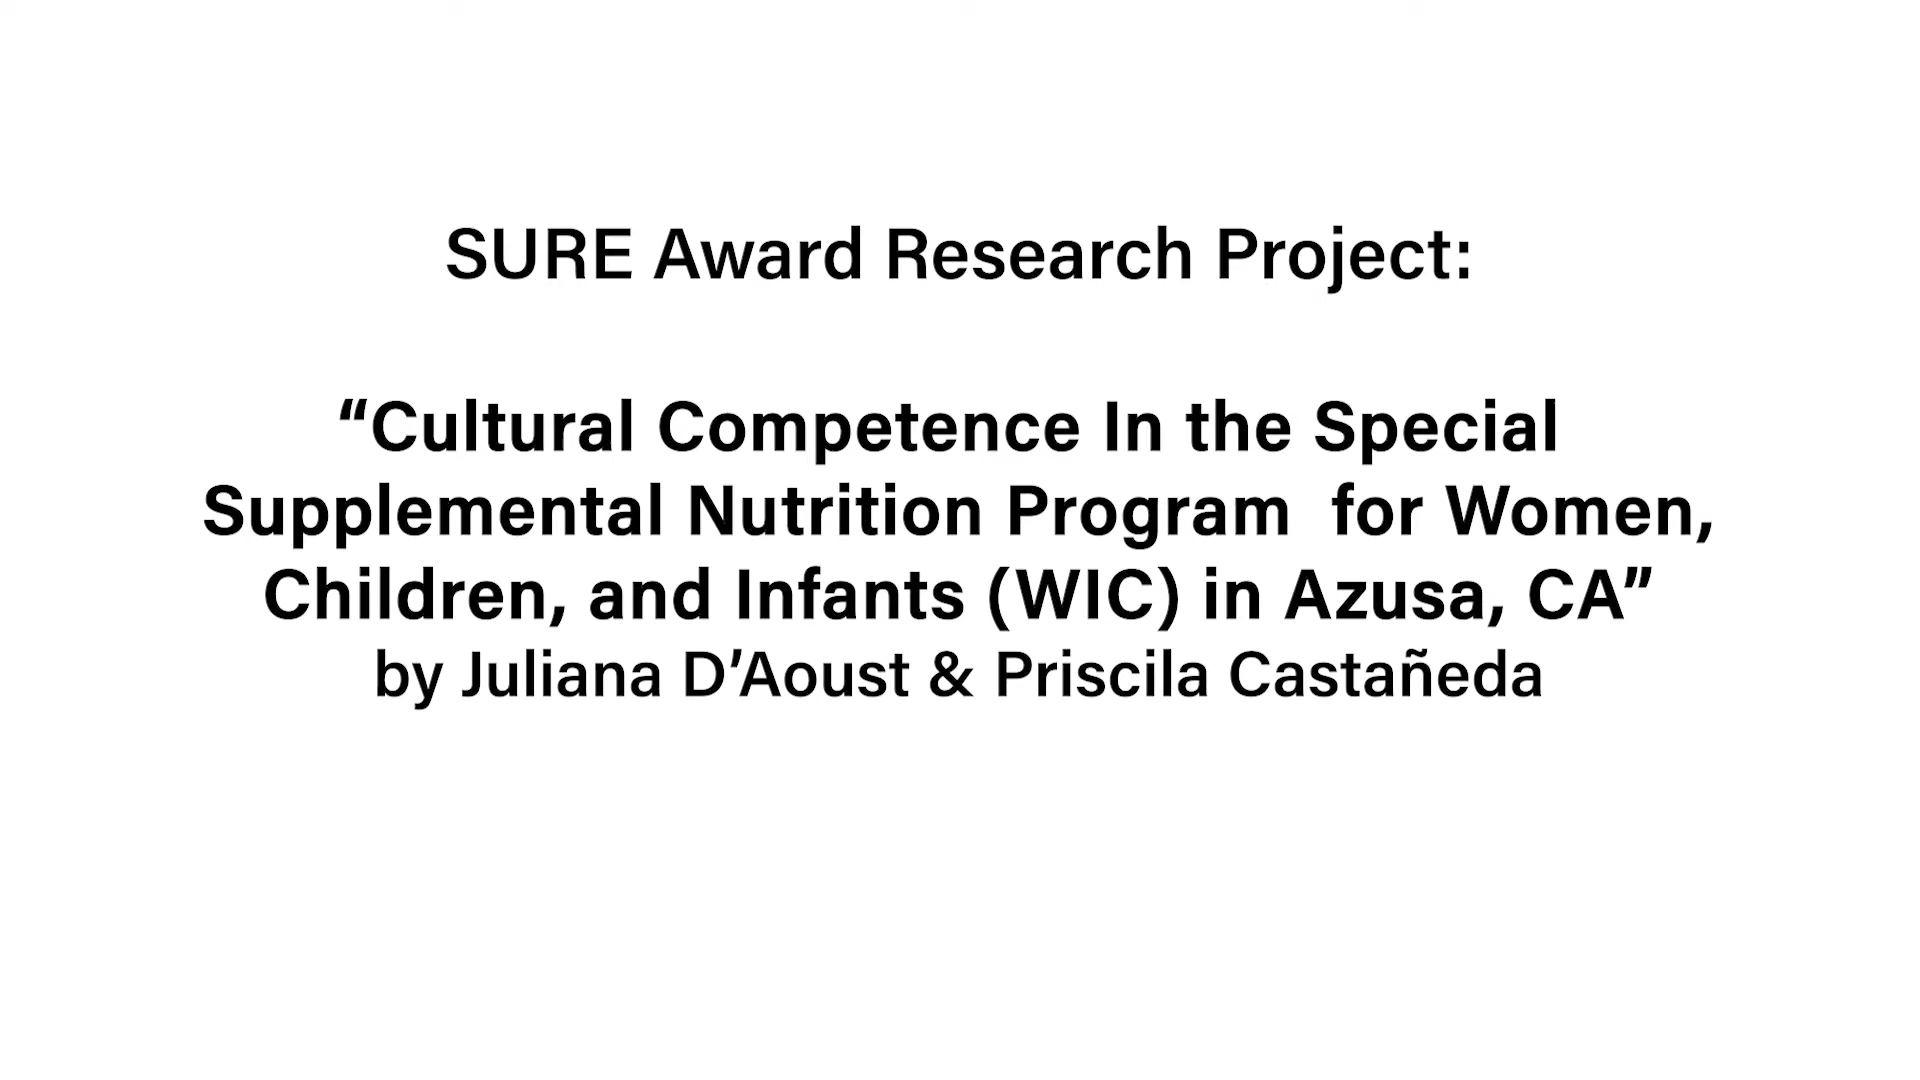 SURE Award Research Project:
“Cultural Competence In the Special
Supplemental Nutrition Program  for Women,
Children, and Infants (WIC) in Azusa, CA”
by Juliana D’Aoust & Priscila Castañeda